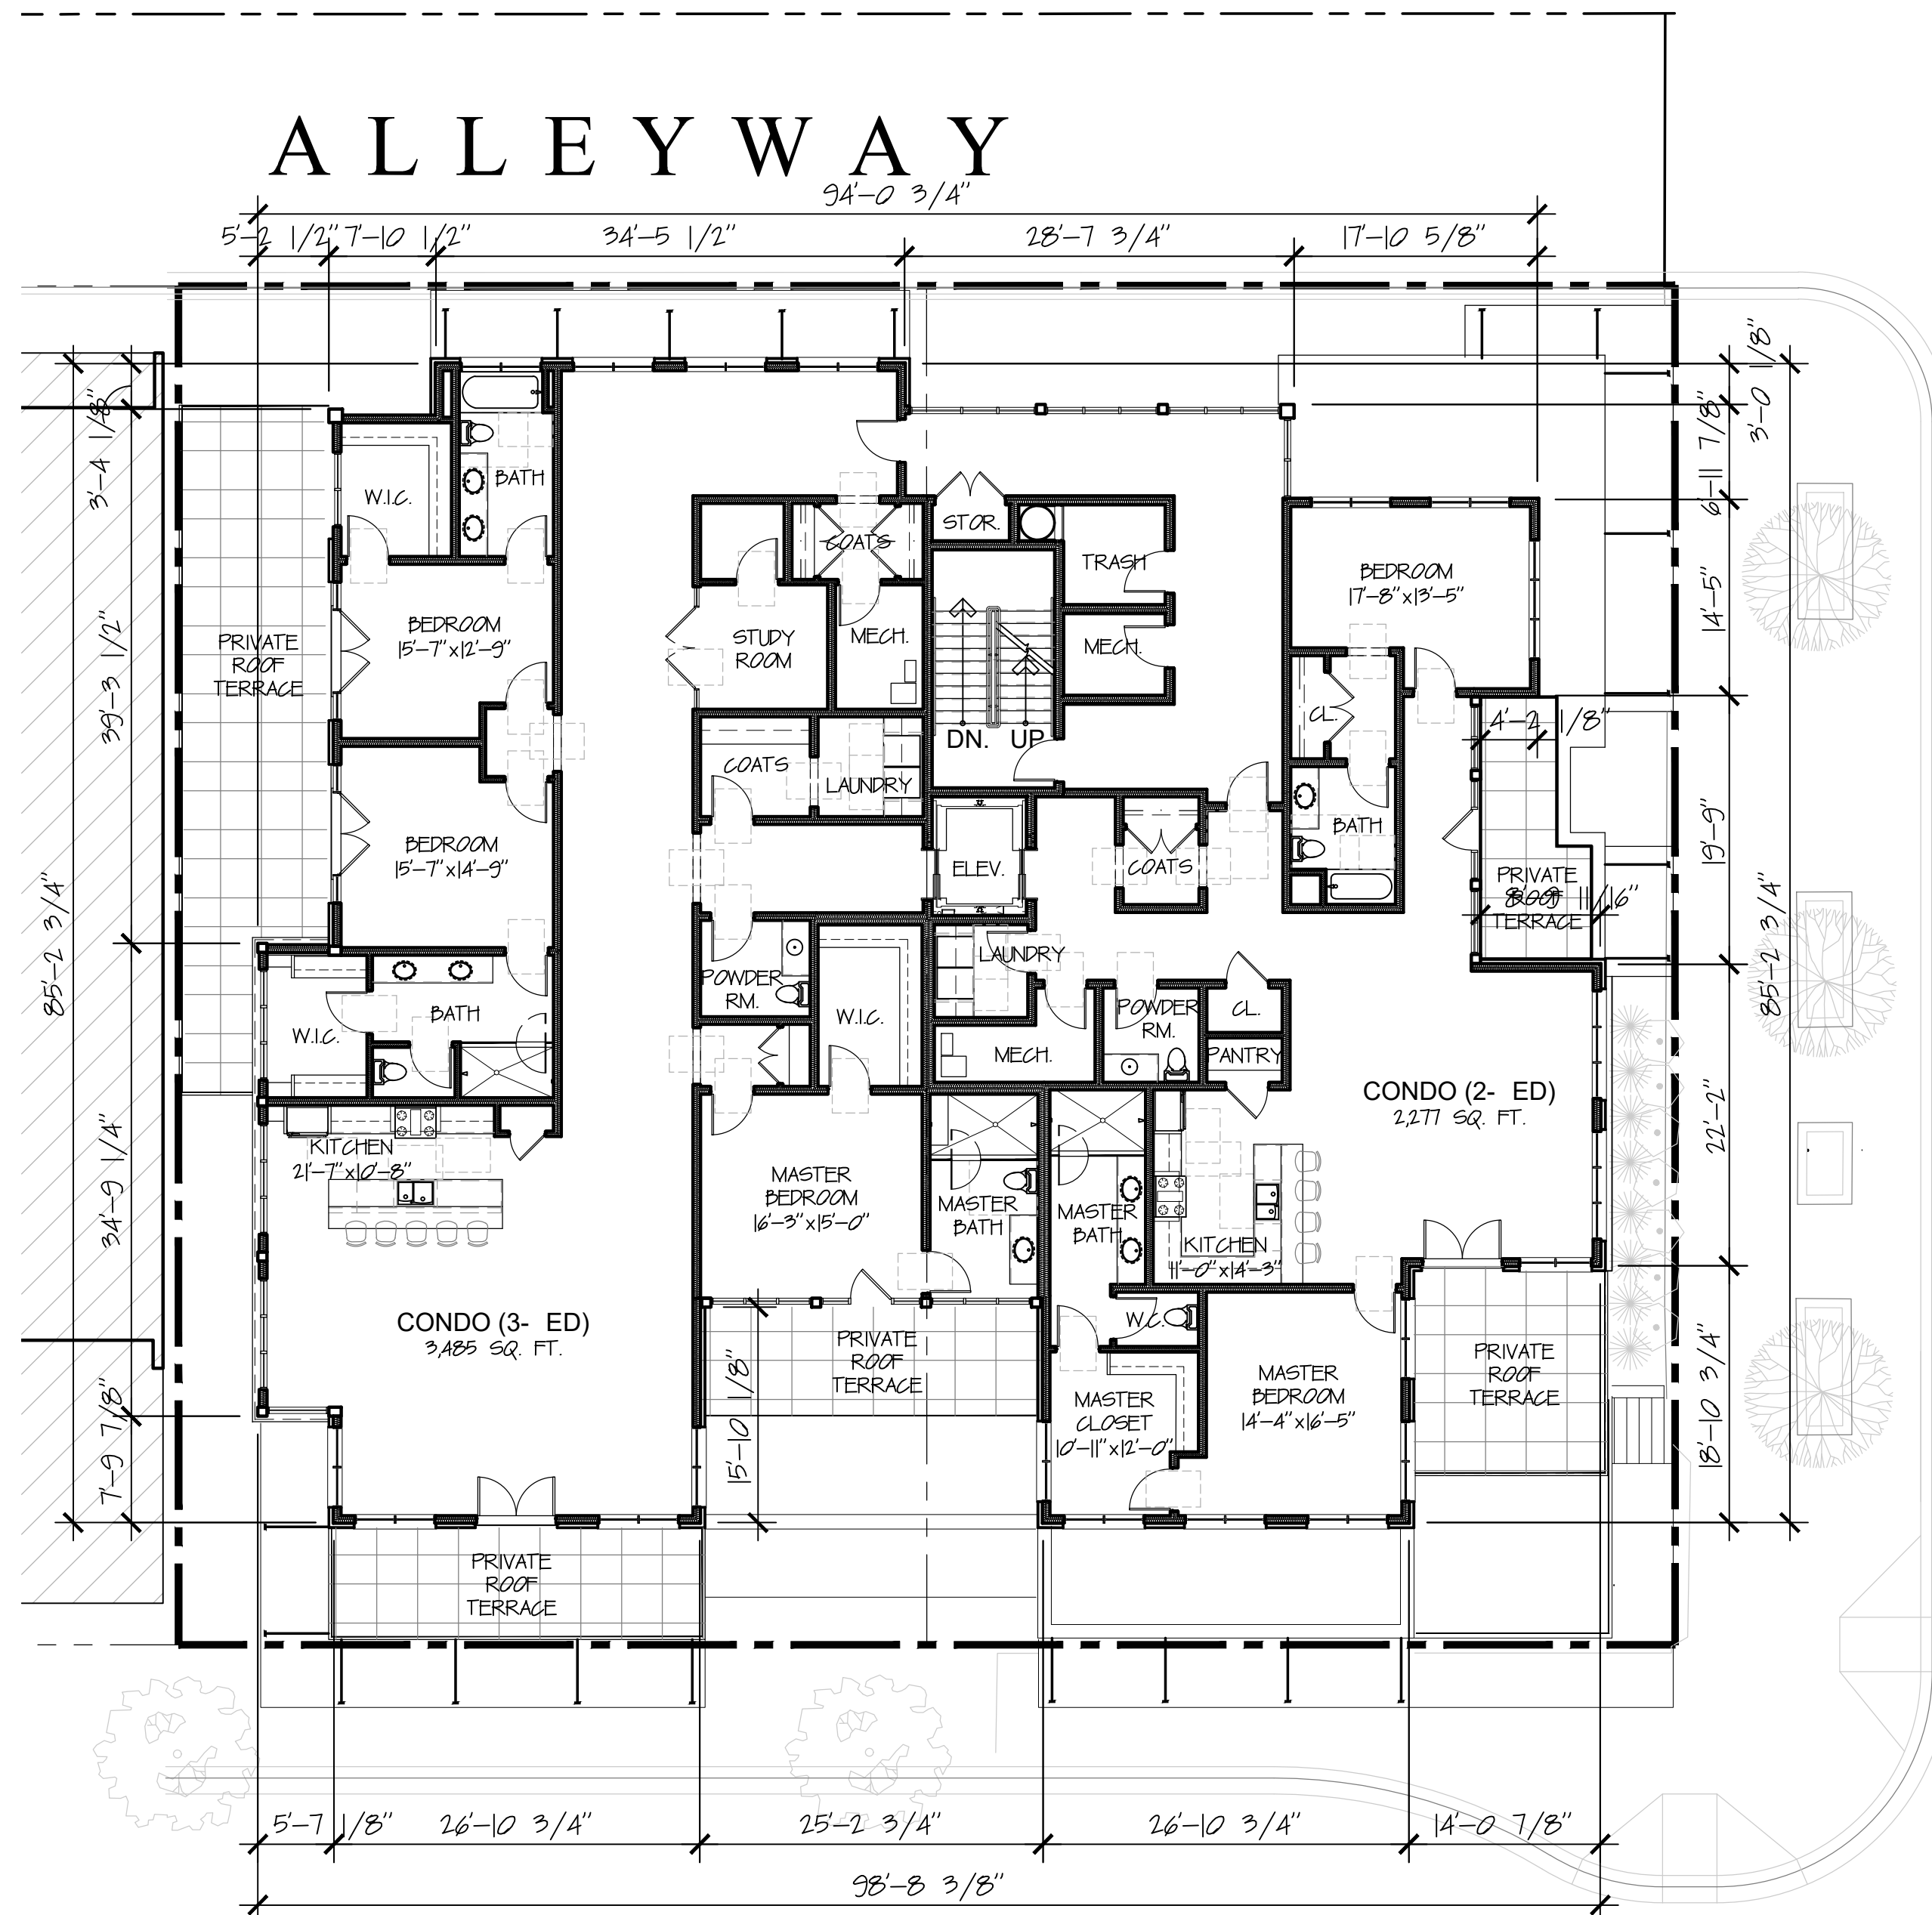 ALLEYWAY
94'-0 3/4"
5'-2 1/2"
7'-10 1/2"
34'-5 1/2"
28'-7 3/4"
17'-10 5/8"
3'-4 1/8"
39'-3 1/2"
85'-2 3/4"
34'-9 1/4"
7'-9 7/8"
3'-0 1/8"
6'-11 7/8"
14'-5"
19'-9"
85'-2 3/4"
22'-2"
18'-10 3/4"
W.I.C.
BATH
COATS
STOR.
TRASH
BEDROOM
17'-8"x13'-5"
BEDROOM
15'-7"x12'-9"
PRIVATE
ROOF
TERRACE
STUDY
ROOM
MECH.
MECH.
CL.
4'-2 1/8"
DN.
UP
COATS
LAUNDRY
BEDROOM
15'-7"x14'-9"
ELEV.
COATS
BATH
PRIVATE
ROOF
TERRACE
LAUNDRY
POWDER
RM.
W.I.C.
W.I.C.
BATH
MECH.
POWDER
RM.
CL.
PANTRY
CONDO (2- ED)
2,277 SQ. FT.
KITCHEN
21'-7"x10'-8"
MASTER
BEDROOM
16'-3"x15'-0"
MASTER
BATH
MASTER
BATH
KITCHEN
11'-0"x14'-3"
CONDO (3- ED)
3,485 SQ. FT.
PRIVATE
ROOF
TERRACE
15'-10 1/8"
W.C.
MASTER
CLOSET
10'-11"x12'-0"
MASTER
BEDROOM
14'-4"x16'-5"
PRIVATE
ROOF
TERRACE
PRIVATE
ROOF
TERRACE
5'-7 1/8"
26'-10 3/4"
25'-2 3/4"
26'-10 3/4"
14'-0 7/8"
98'-8 3/8"